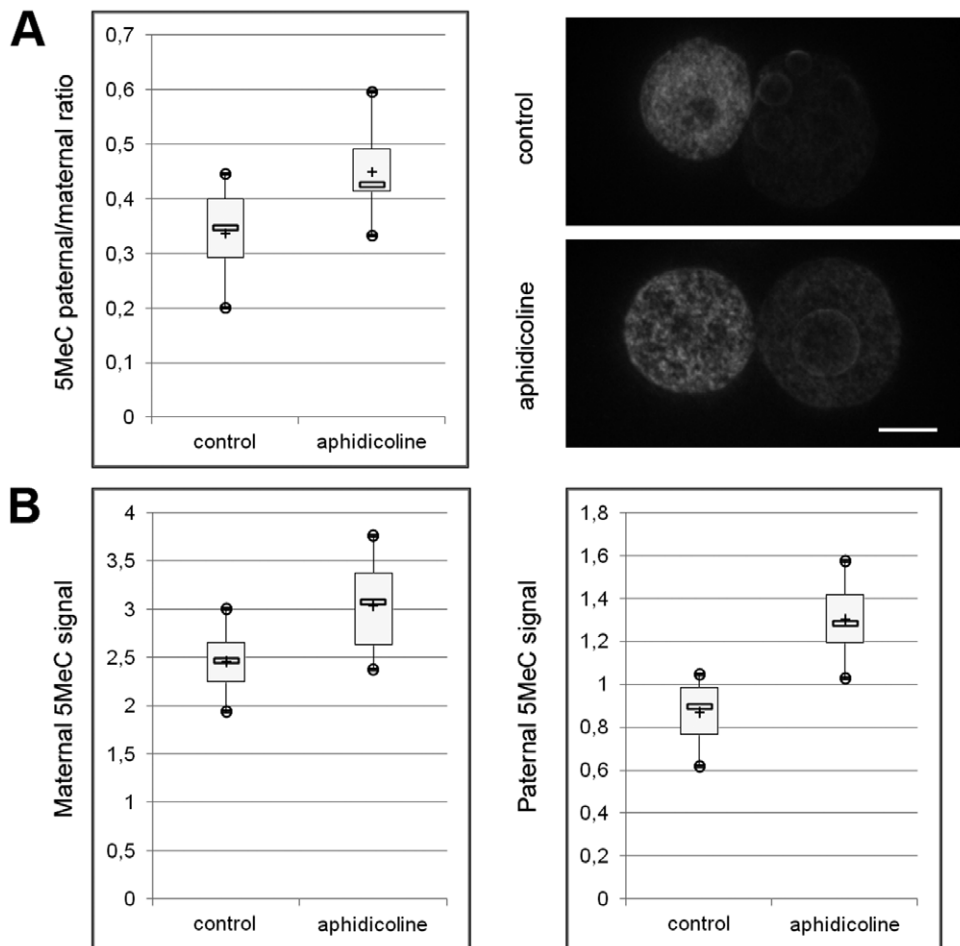 A
5MeC paternal/maternal ratio
0,7
0,6
0,5
0,4
0,3
0,2
0,1
0
control
aphidicoline
control
aphidicoline
B
Maternal 5MeC signal
4
3,5
3
2,5
2
1,5
1
0,5
0
control
aphidicoline
Paternal 5MeC signal
1,8
1,6
1,4
1,2
1
0,8
0,6
0,4
0,2
0
control
aphidicoline